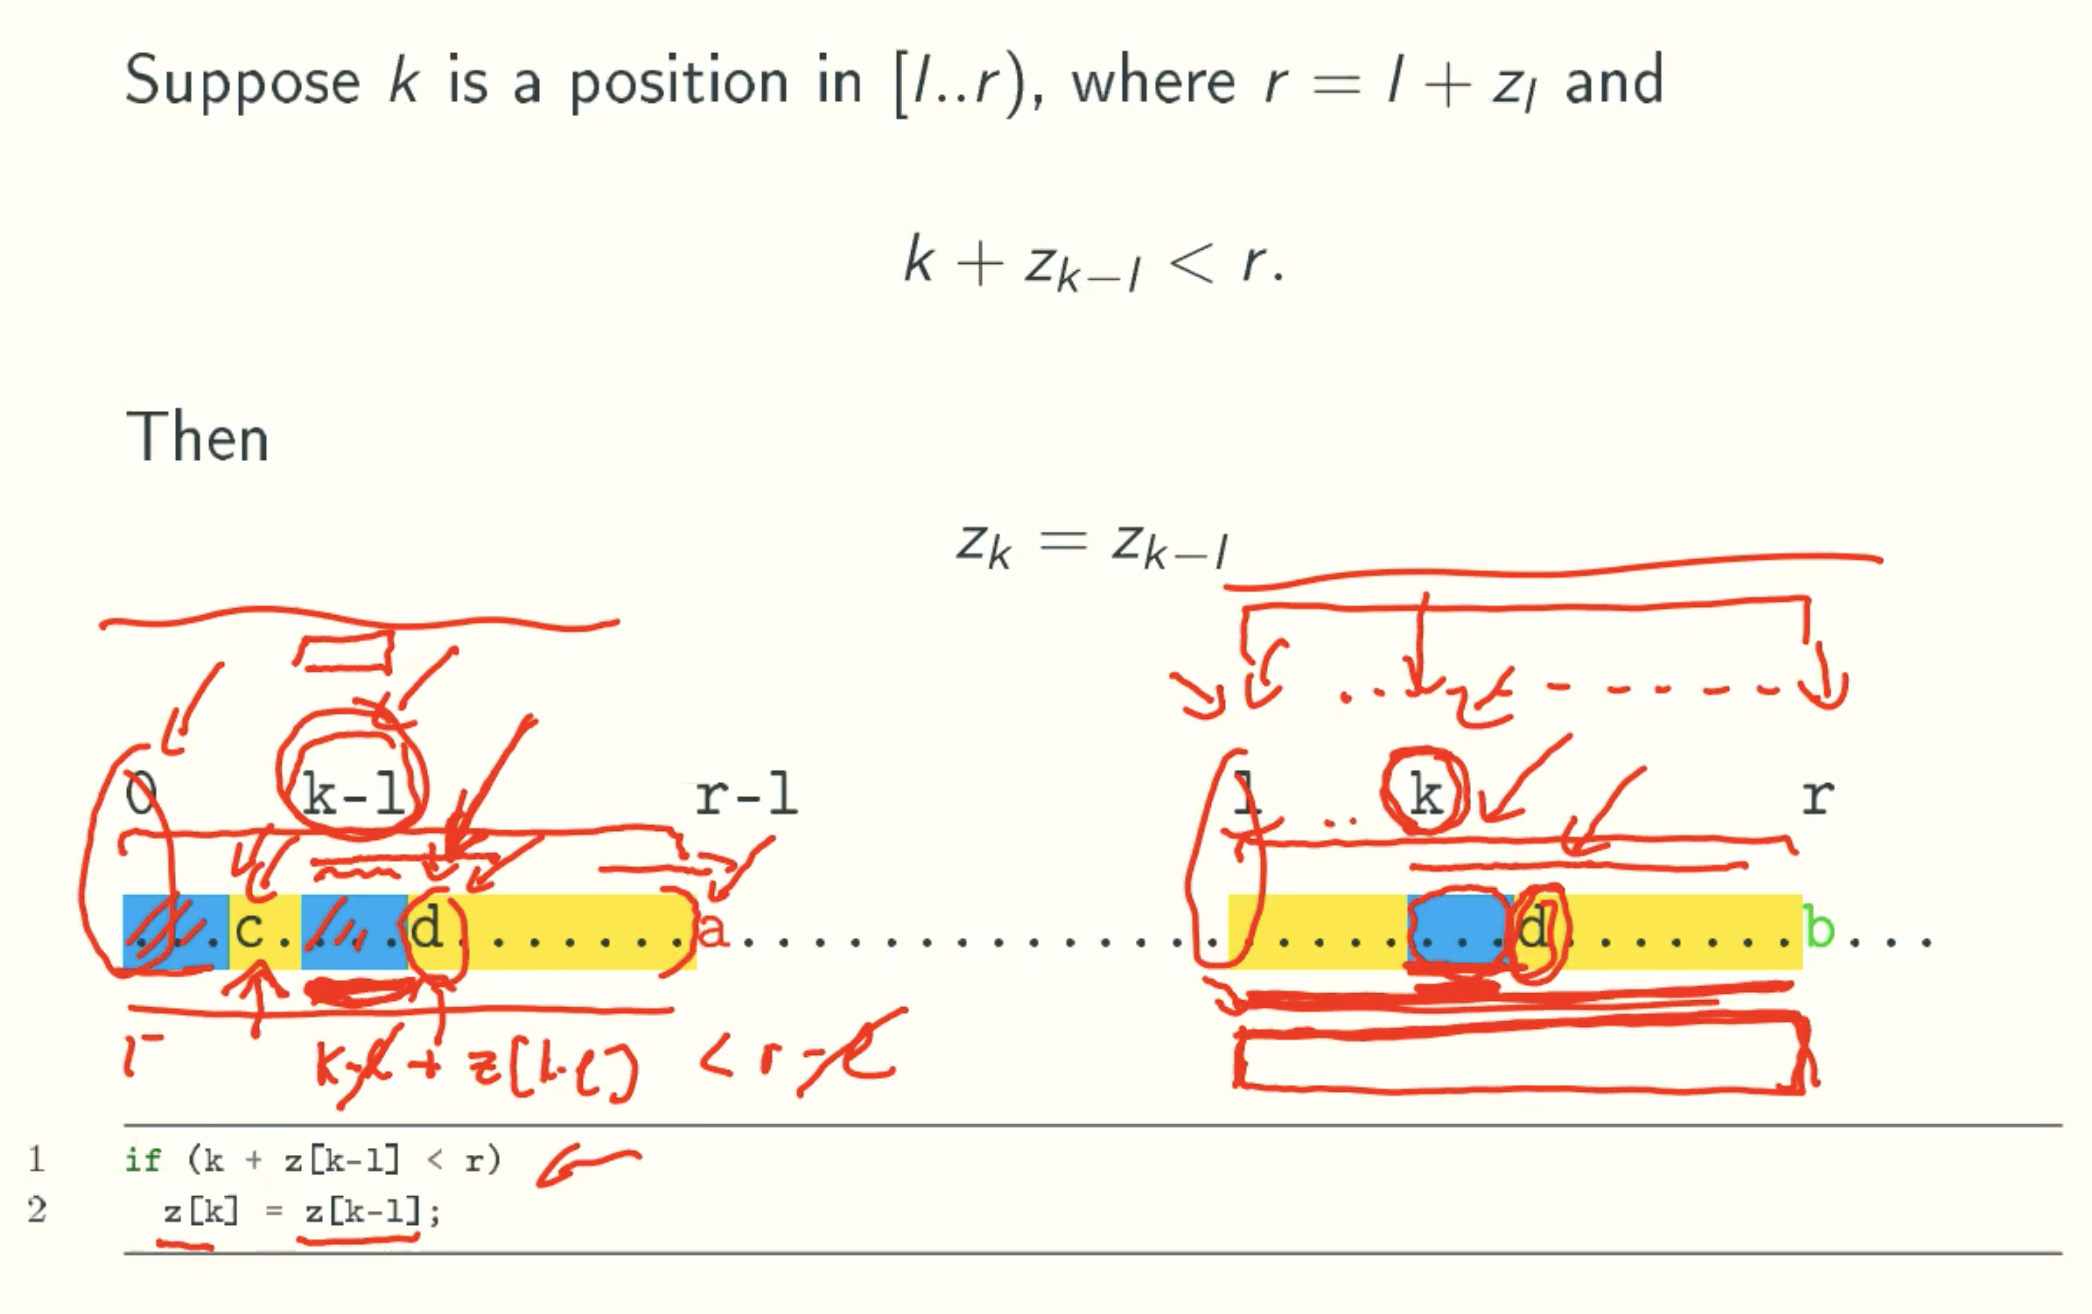 Suppose k is a position in [l..r), where r = l + z_l and
k + z_{k−l} < r.
Then
z_k = z_{k−l}
0 k-l r-l l k r
...c....d.......a..............b...
k-l + z[k-l] < r-l
1 if (k + z[k-l] < r)
2 z[k] = z[k-l];